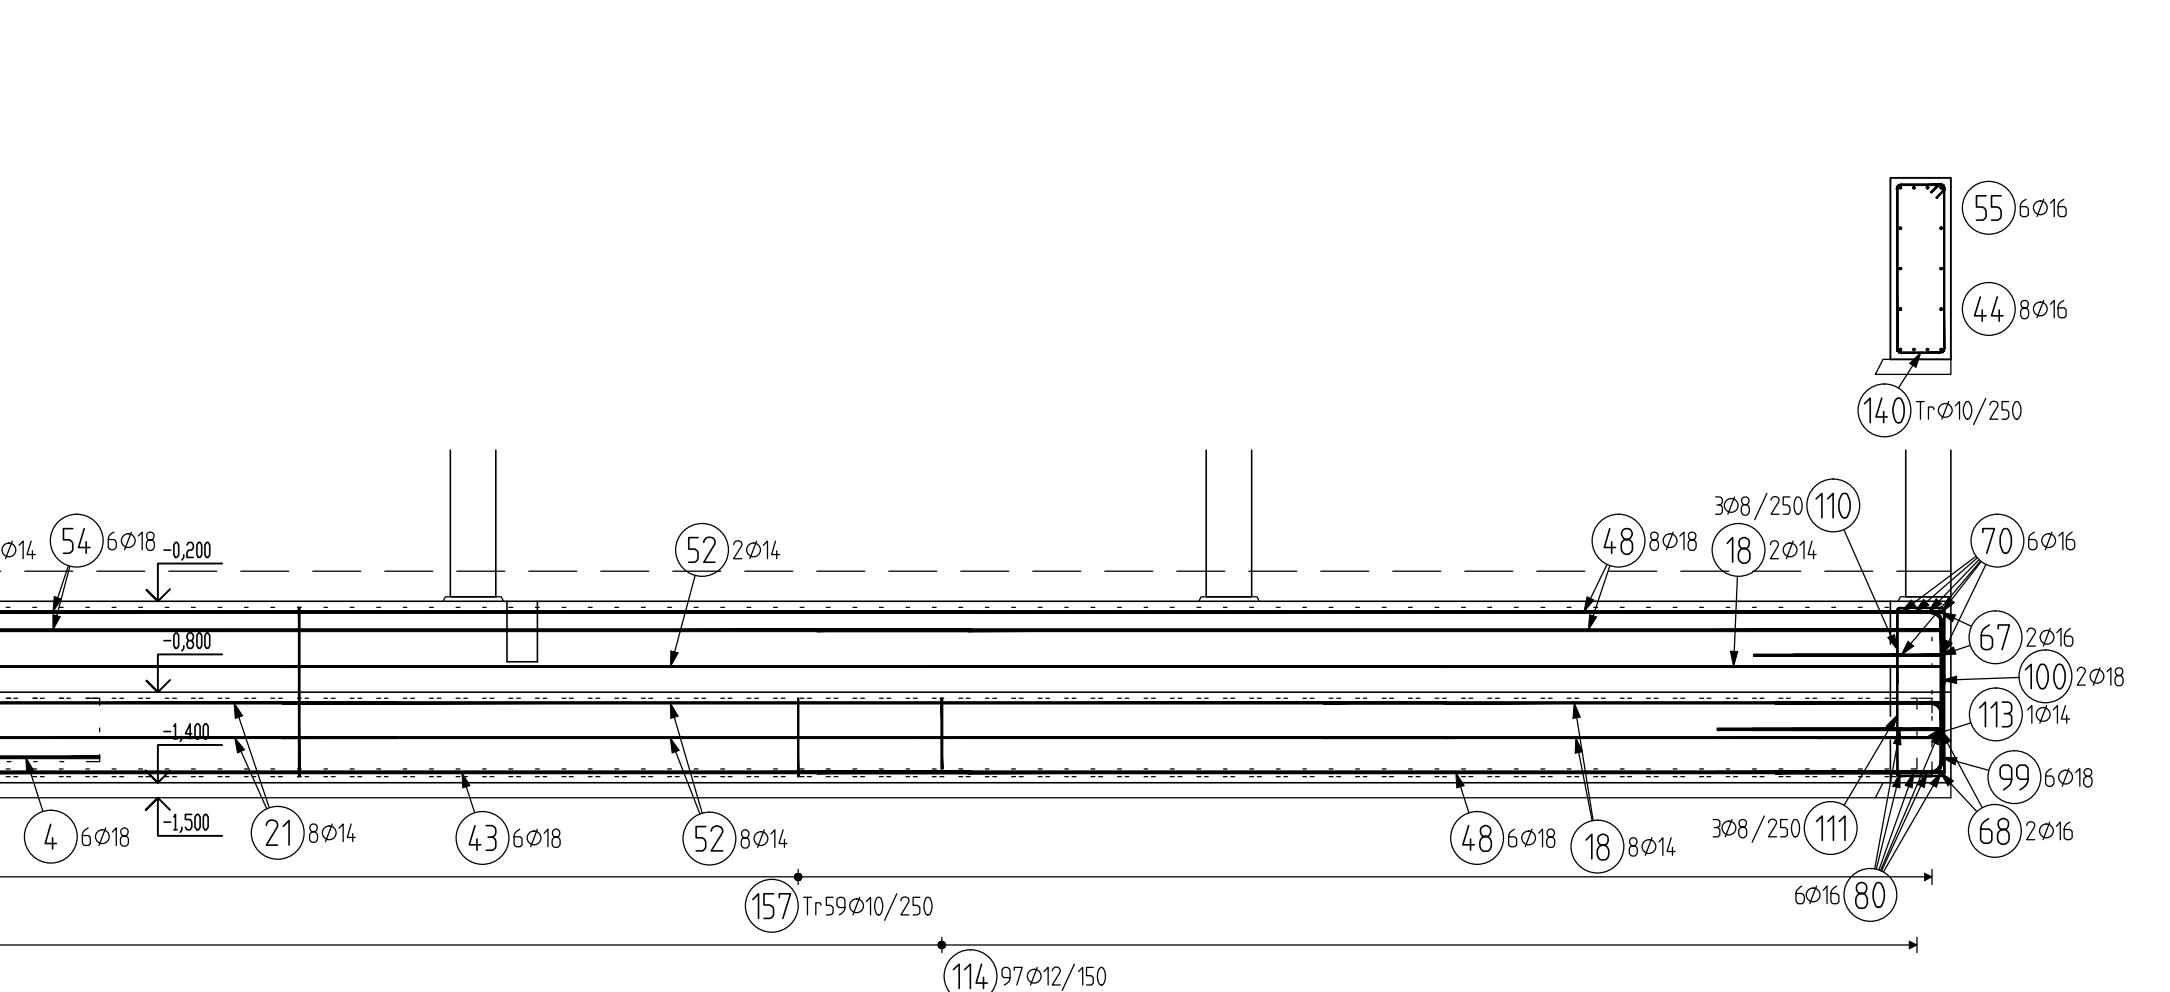 55 6Ø16
44 8Ø16
140 TrØ10/250
3Ø8/250 110
Ø14 54 6Ø18 -0,200
52 2Ø14
48 8Ø18
18 2Ø14
70 6Ø16
-0,800
67 2Ø16
100 2Ø18
-1,400
113 1Ø14
99 6Ø18
-1,500
4 6Ø18
21 8Ø14
43 6Ø18
52 8Ø14
48 6Ø18
18 8Ø14
3Ø8/250 111
68 2Ø16
6Ø16 80
157 Tr59Ø10/250
114 97Ø12/150